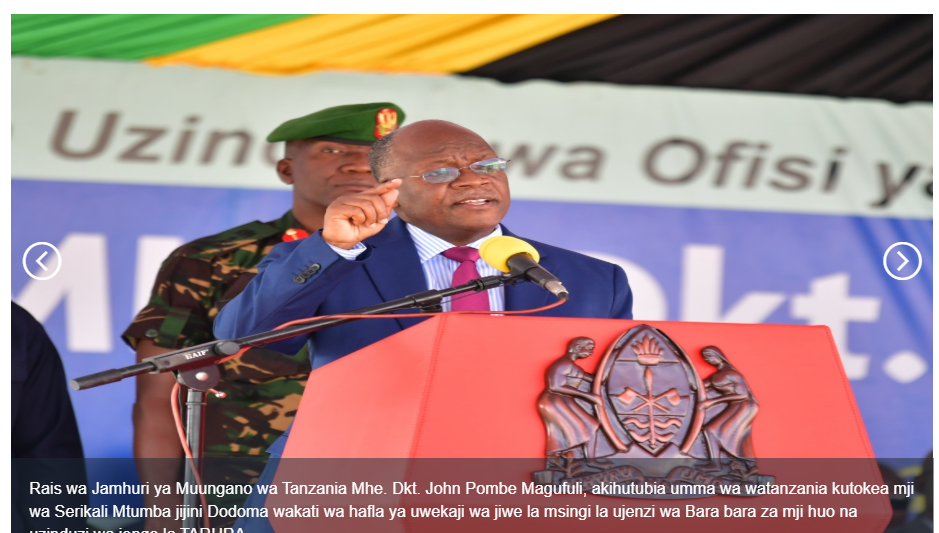 Uzin wa Ofisi ya
Dkt.
Rais wa Jamhuri ya Muungano wa Tanzania Mhe. Dkt. John Pombe Magufuli, akihutubia umma wa watanzania kutokea mji
wa Serikali Mtumba jijini Dodoma wakati wa hafla ya uwekaji wa jiwe la msingi la ujenzi wa Bara bara za mji huo na
uzinduzi wa jengo la TARURA